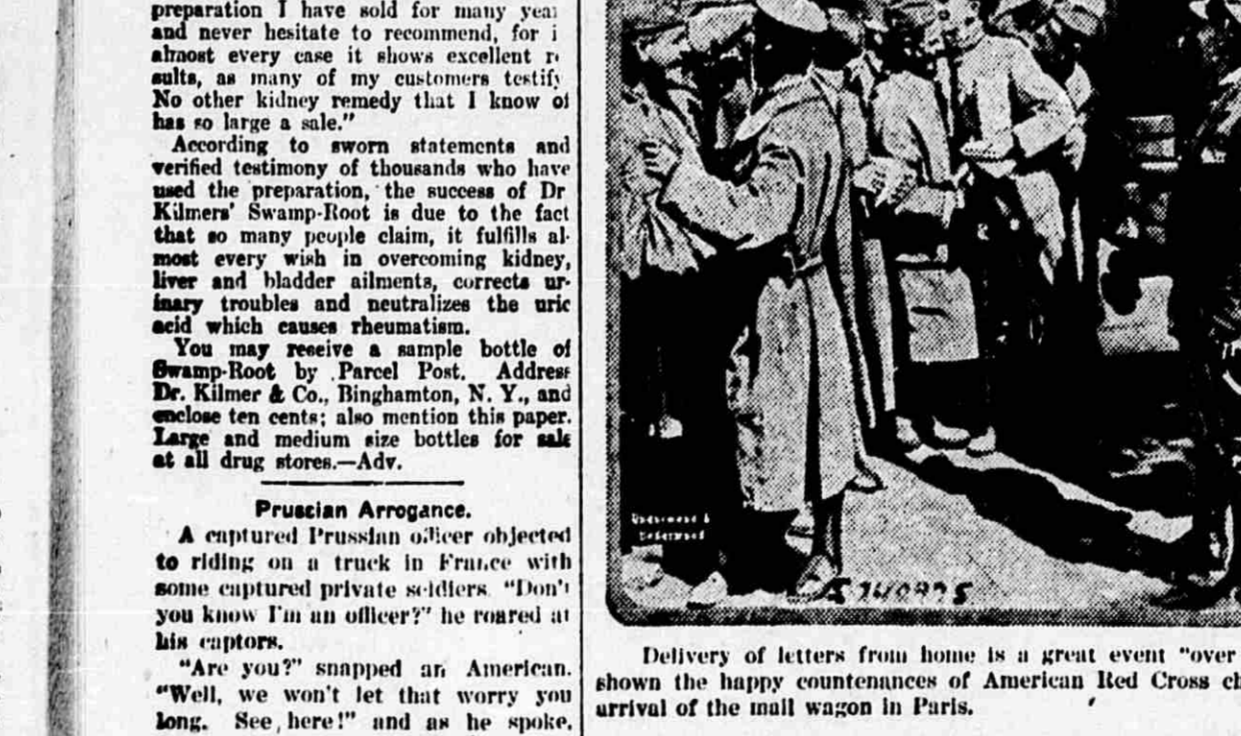 preparation I have sold for many year
and never hesitate to recommend, for i
almost every case it shows excellent re
sults, as many of my customers testify
No other kidney remedy that I know of
has so large a sale."
According to sworn statements and
verified testimony of thousands who have
used the preparation, the success of Dr
Kilmers' Swamp-Root is due to the fact
that so many people claim, it fulfills al-
most every wish in overcoming kidney,
liver and bladder ailments, corrects ur-
inary troubles and neutralizes the uric
acid which causes rheumatism.
You may receive a sample bottle of
Swamp-Root by Parcel Post. Address
Dr. Kilmer & Co., Binghamton, N. Y., and
enclose ten cents; also mention this paper.
Large and medium size bottles for sale
at all drug stores.—Adv.
Prussian Arrogance.
A captured Prussian officer objected
to riding on a truck in France with
some captured private soldiers. "Don't
you know I'm an officer?" he roared at
his captors.
"Are you?" snapped an American.
"Well, we won't let that worry you
long. See here!" and as he spoke,
Underwood &
Underwood
Delivery of letters from home is a great event "over
shown the happy countenances of American Red Cross ch
arrival of the mail wagon in Paris.